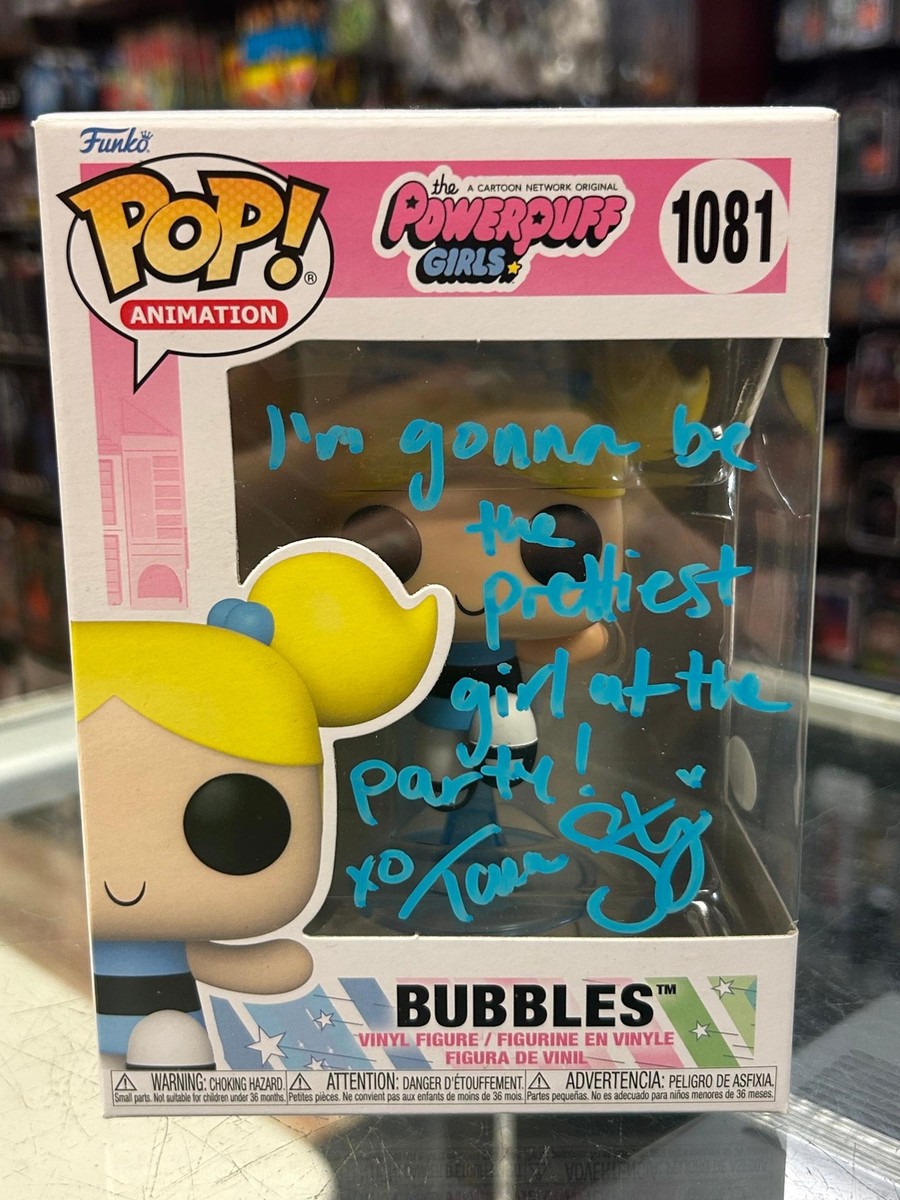 Funko
POP!®
ANIMATION
the
A CARTOON NETWORK ORIGINAL
POWERPUFF
GIRLS
1081
I'm gonna be
the
prettiest
girl at the
party!
xo Tara Strong
BUBBLES™
VINYL FIGURE / FIGURINE EN VINYLE
FIGURA DE VINIL
WARNING: CHOKING HAZARD.
Small parts. Not suitable for children under 36 months.
ATTENTION: DANGER D'ÉTOUFFEMENT.
Petites pièces. Ne convient pas aux enfants de moins de 36 mois.
ADVERTENCIA: PELIGRO DE ASFIXIA.
Partes pequeñas. No es adecuado para niños menores de 36 meses.